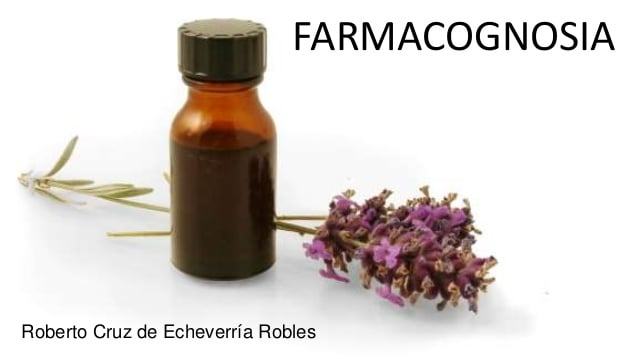 FARMACOGNOSIA
Roberto Cruz de Echeverría Robles